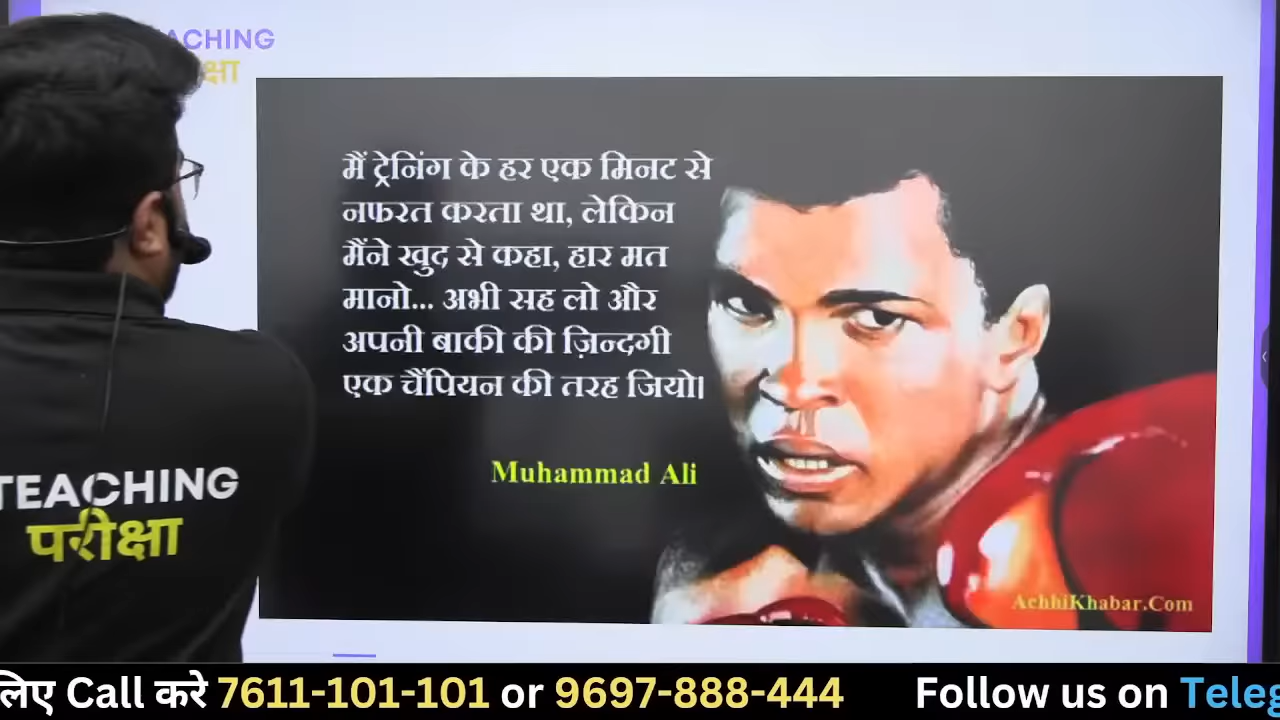 TEACHING
मैं ट्रेनिंग के हर एक मिनट से
नफरत करता था, लेकिन
मैंने खुद से कहा, हार मत
मानो... अभी सह लो और
अपनी बाकी की ज़िन्दगी
एक चैंपियन की तरह जियो।
Muhammad Ali
AchhiKhabar.Com
TEACHING
परीक्षा
लिए Call करे 7611-101-101 or 9697-888-444 Follow us on Teleg